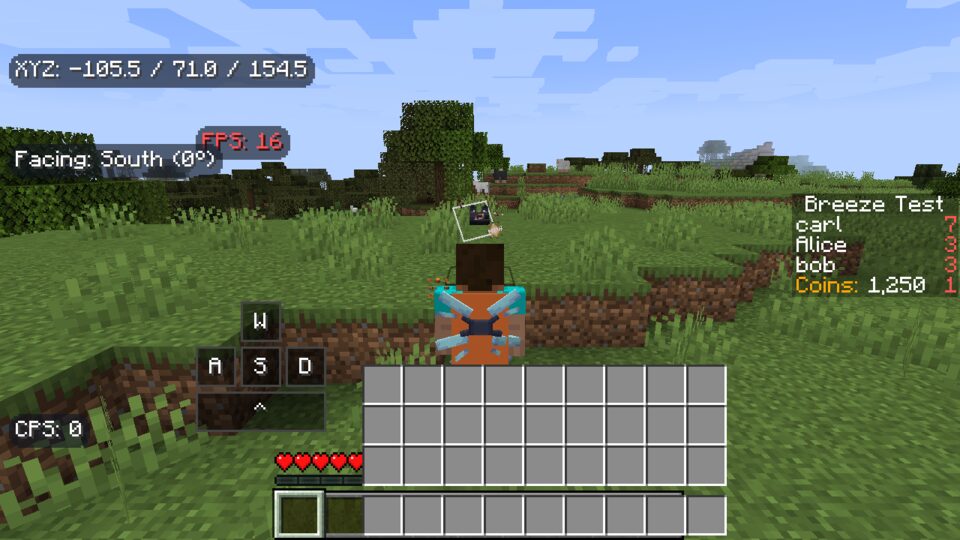 XYZ: -105.5 / 71.0 / 154.5
FPS: 16
Facing: South (0°)
Breeze Test
carl 7
Alice 3
bob 3
Coins: 1,250 1
W
A S D
^
CPS: 0